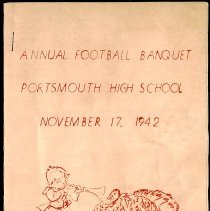 ANNUAL FOOTBALL BANQUET
PORTSMOUTH HIGH SCHOOL
NOVEMBER 17, 1942